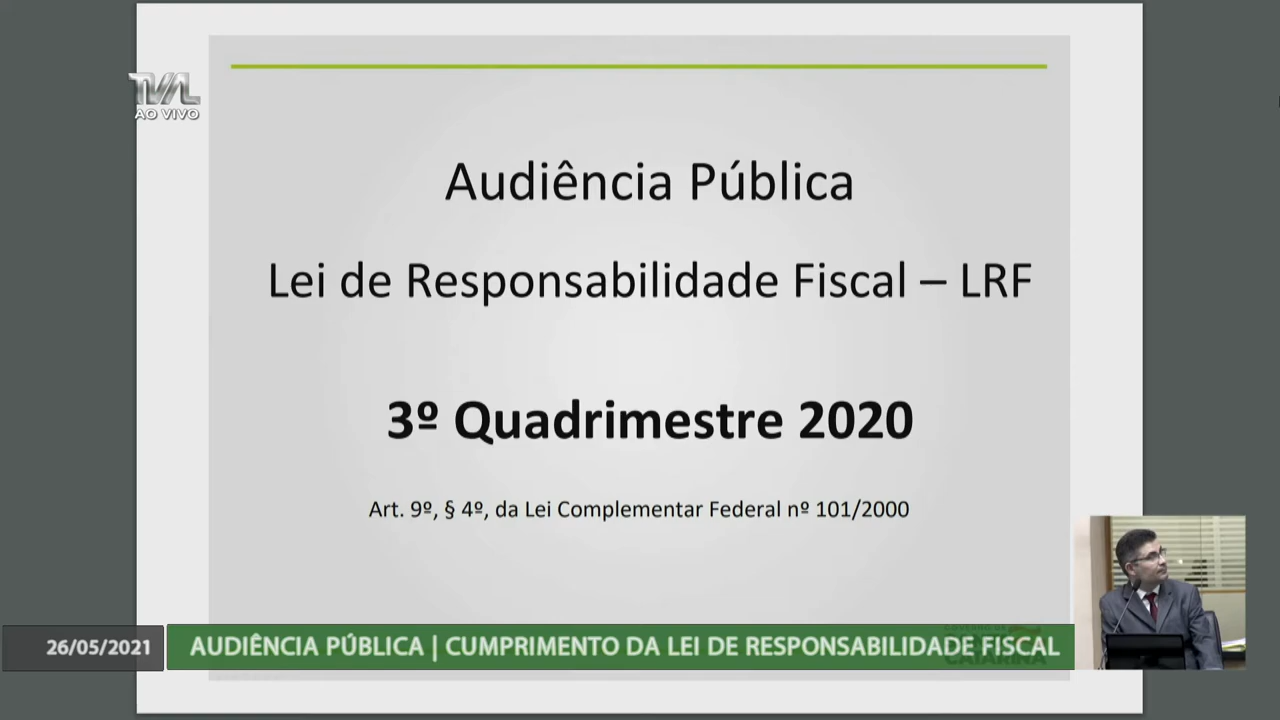 TVAL
AO VIVO
Audiência Pública
Lei de Responsabilidade Fiscal – LRF
3º Quadrimestre 2020
Art. 9º, § 4º, da Lei Complementar Federal nº 101/2000
26/05/2021
AUDIÊNCIA PÚBLICA | CUMPRIMENTO DA LEI DE RESPONSABILIDADE FISCAL